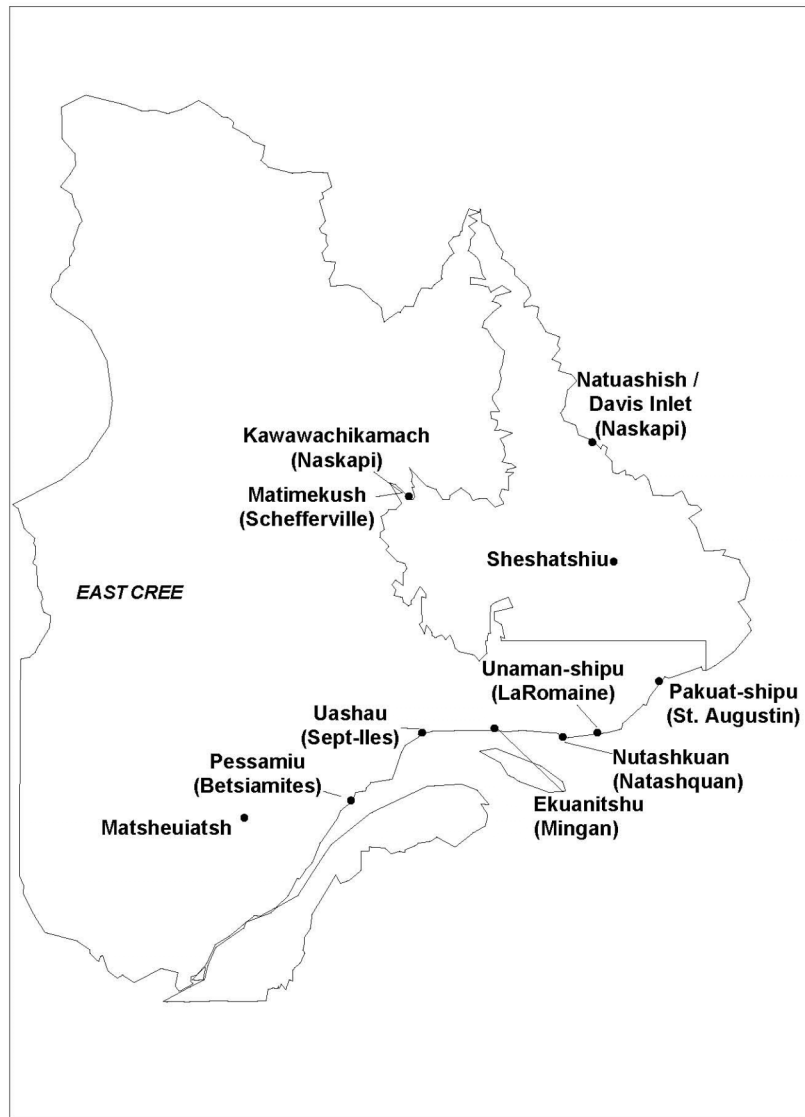 Natuashish /
Davis Inlet
(Naskapi)
Kawawachikamach
(Naskapi)
Matimekush
(Schefferville)
Sheshatshiu
EAST CREE
Unaman-shipu
(LaRomaine)
Pakuat-shipu
(St. Augustin)
Uashau
(Sept-Iles)
Nutashkuan
(Natashquan)
Pessamiu
(Betsiamites)
Ekuanitshu
(Mingan)
Matsheuiatsh